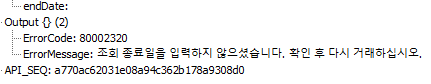 endDate:
Output {} (2)
ErrorCode: 80002320
ErrorMessage: 조회 종료일을 입력하지 않으셨습니다. 확인 후 다시 거래하십시오.
API_SEQ: a770ac62031e08a94c362b178a9308d0